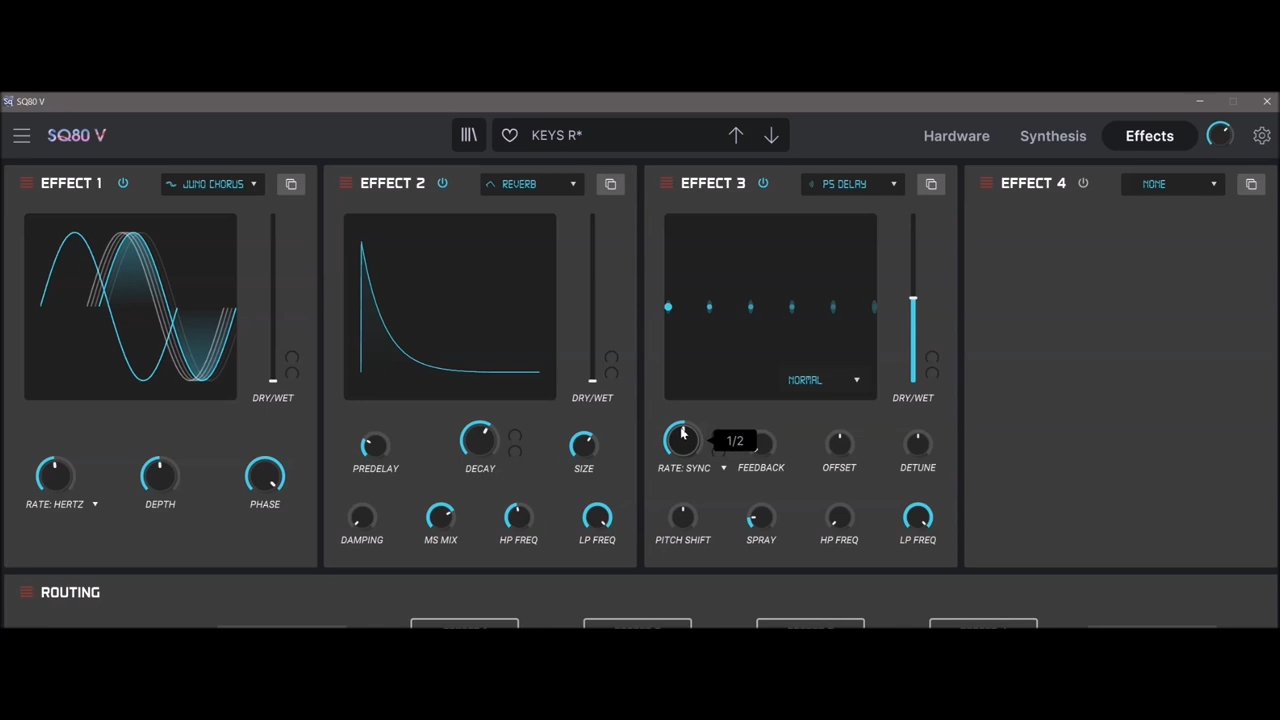 SQ80 V
SQ80 V
KEYS R*
Hardware
Synthesis
Effects
EFFECT 1
JUNO CHORUS
EFFECT 2
REVERB
EFFECT 3
PS DELAY
EFFECT 4
NONE
NORMAL
DRY/WET
DRY/WET
DRY/WET
1/2
PREDELAY
DECAY
SIZE
RATE: SYNC
FEEDBACK
OFFSET
DETUNE
RATE: HERTZ
DEPTH
PHASE
DAMPING
MS MIX
HP FREQ
LP FREQ
PITCH SHIFT
SPRAY
HP FREQ
LP FREQ
ROUTING